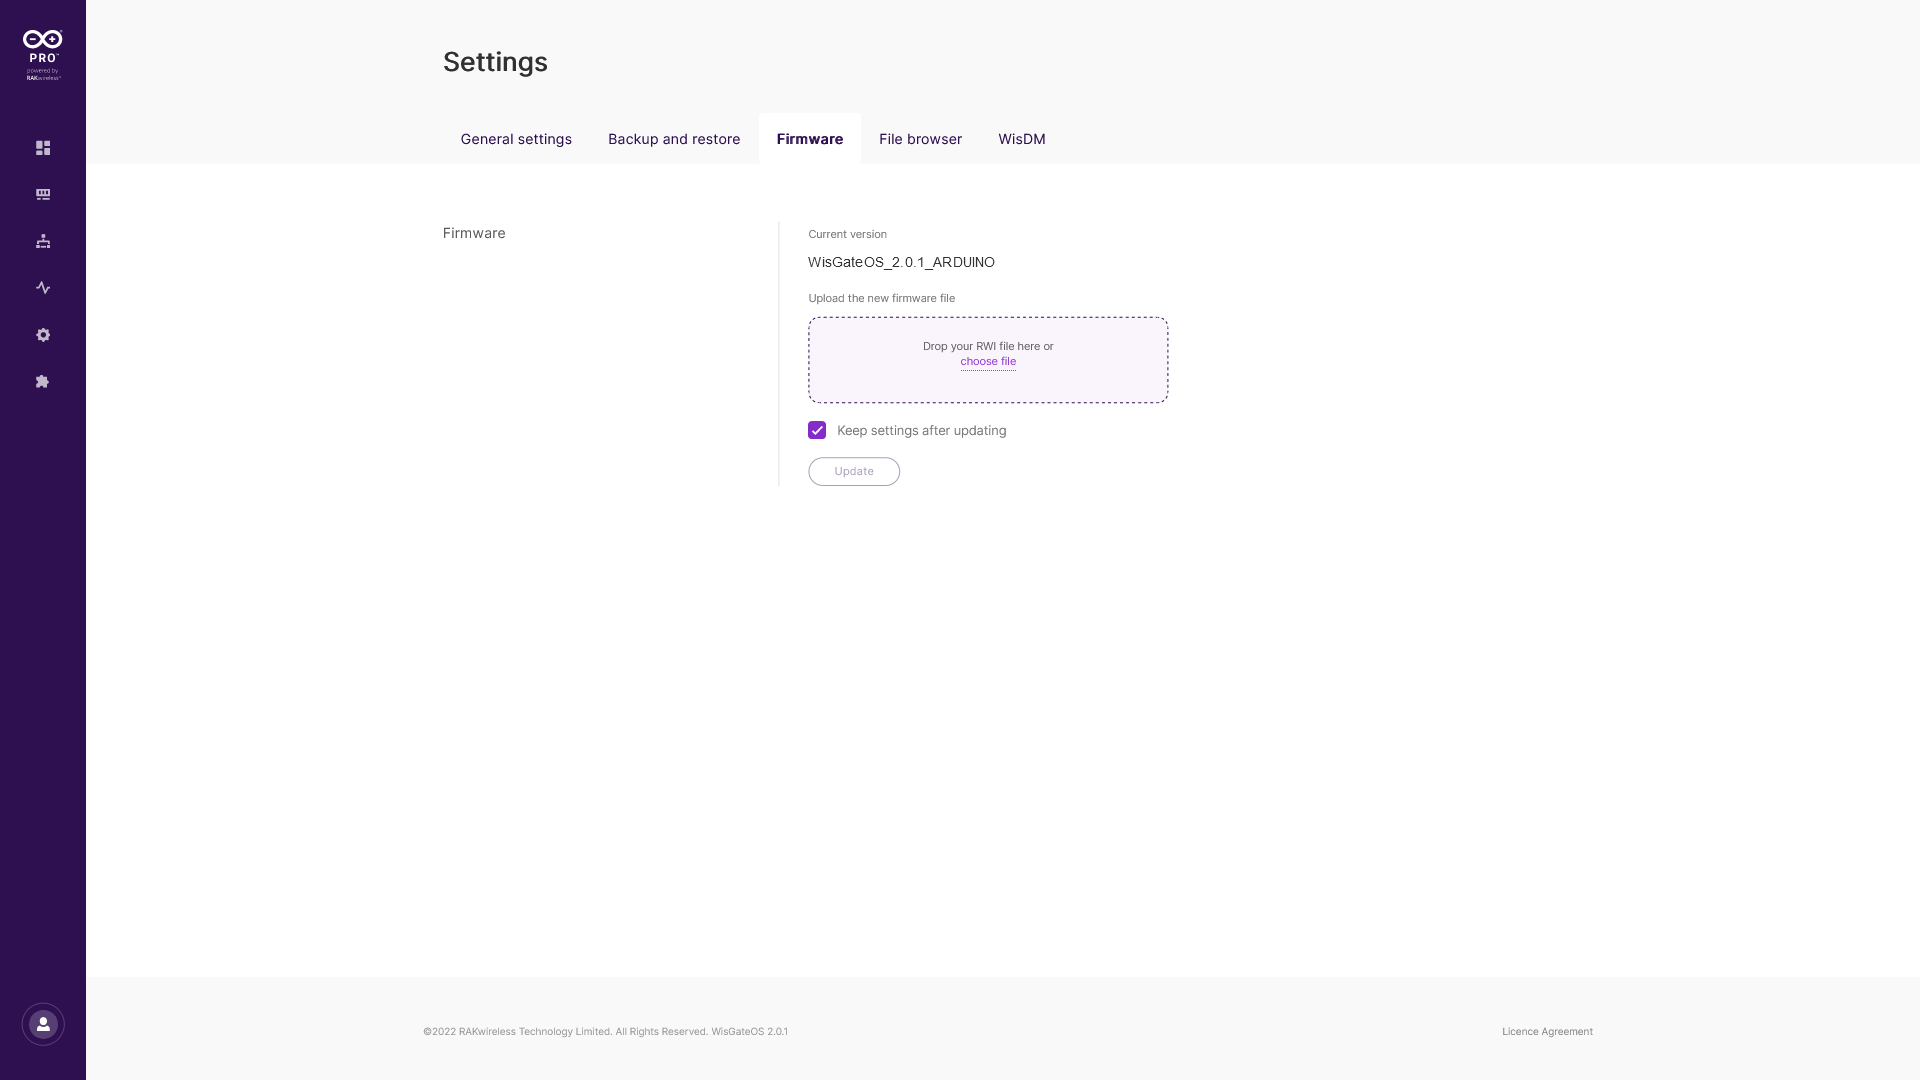 PRO™
powered by
RAKwireless®
Settings
General settings
Backup and restore
Firmware
File browser
WisDM
Firmware
Current version
WisGateOS_2.0.1_ARDUINO
Upload the new firmware file
Drop your RWI file here or
choose file
Keep settings after updating
Update
©2022 RAKwireless Technology Limited. All Rights Reserved. WisGateOS 2.0.1
Licence Agreement